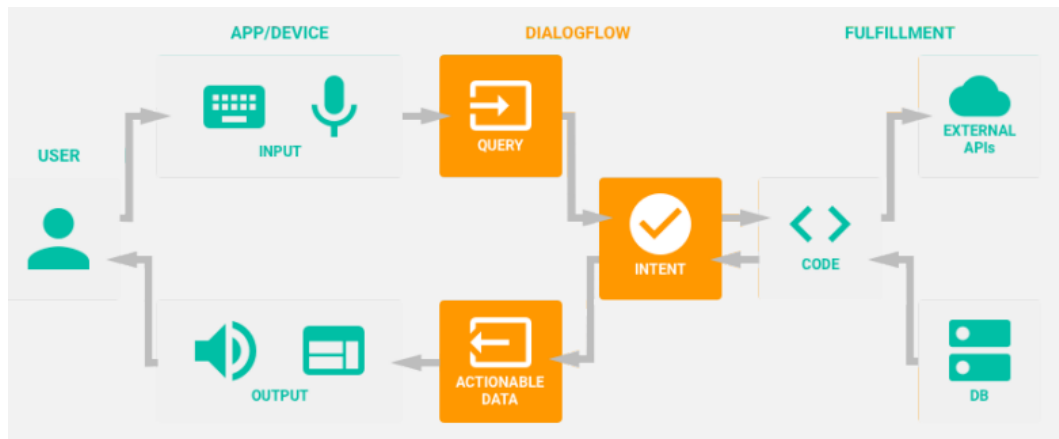 APP/DEVICE
DIALOGFLOW
FULFILLMENT
INPUT
QUERY
EXTERNAL
APIs
USER
INTENT
CODE
OUTPUT
ACTIONABLE
DATA
DB